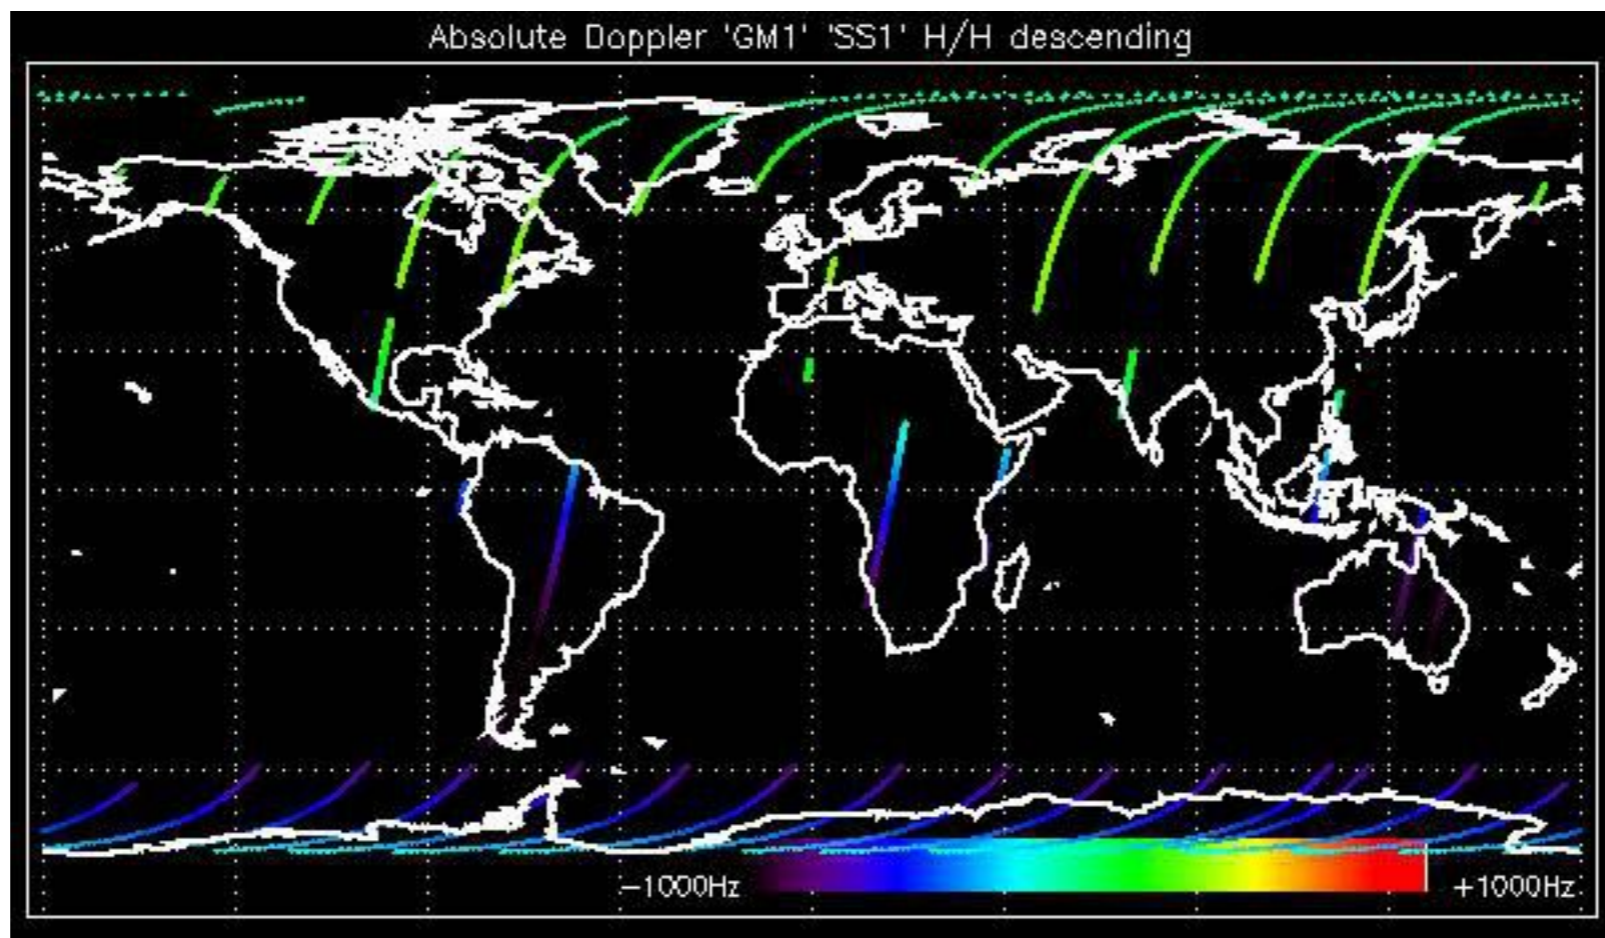 Absolute Doppler 'GM1' 'SS1' H/H descending
−1000Hz +1000Hz